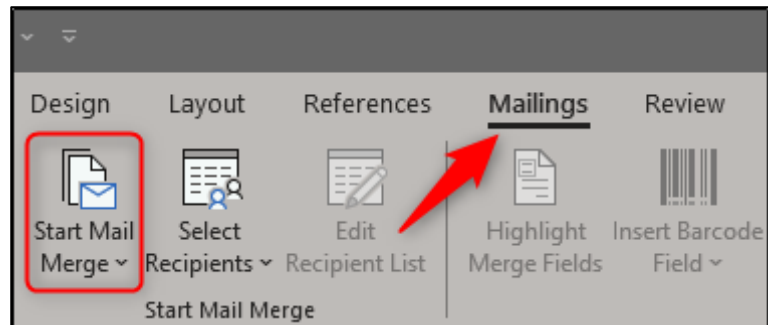 Design Layout References Mailings Review
Start Mail Select Edit Highlight Insert Barcode
Merge Recipients Recipient List Merge Fields Field
Start Mail Merge